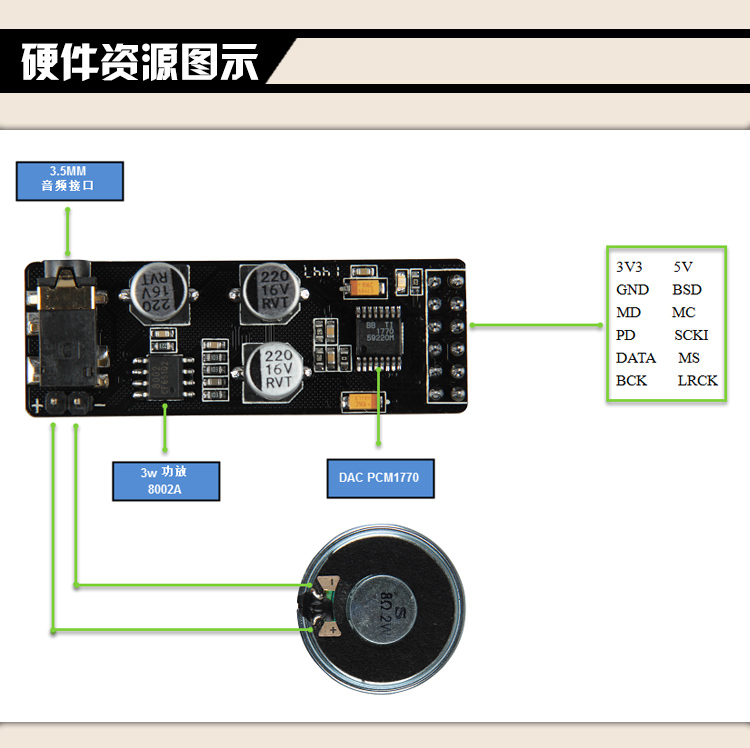 硬件资源图示
3.5MM
音频接口
220
16V
RVT
220
16V
RVT
220
16V
RVT
BB TI
1770
59220M
3V3 5V
GND BSD
MD MC
PD SCKI
DATA MS
BCK LRCK
+ −
3w 功放
8002A
DAC PCM1770
−
S
8Ω 2W
+